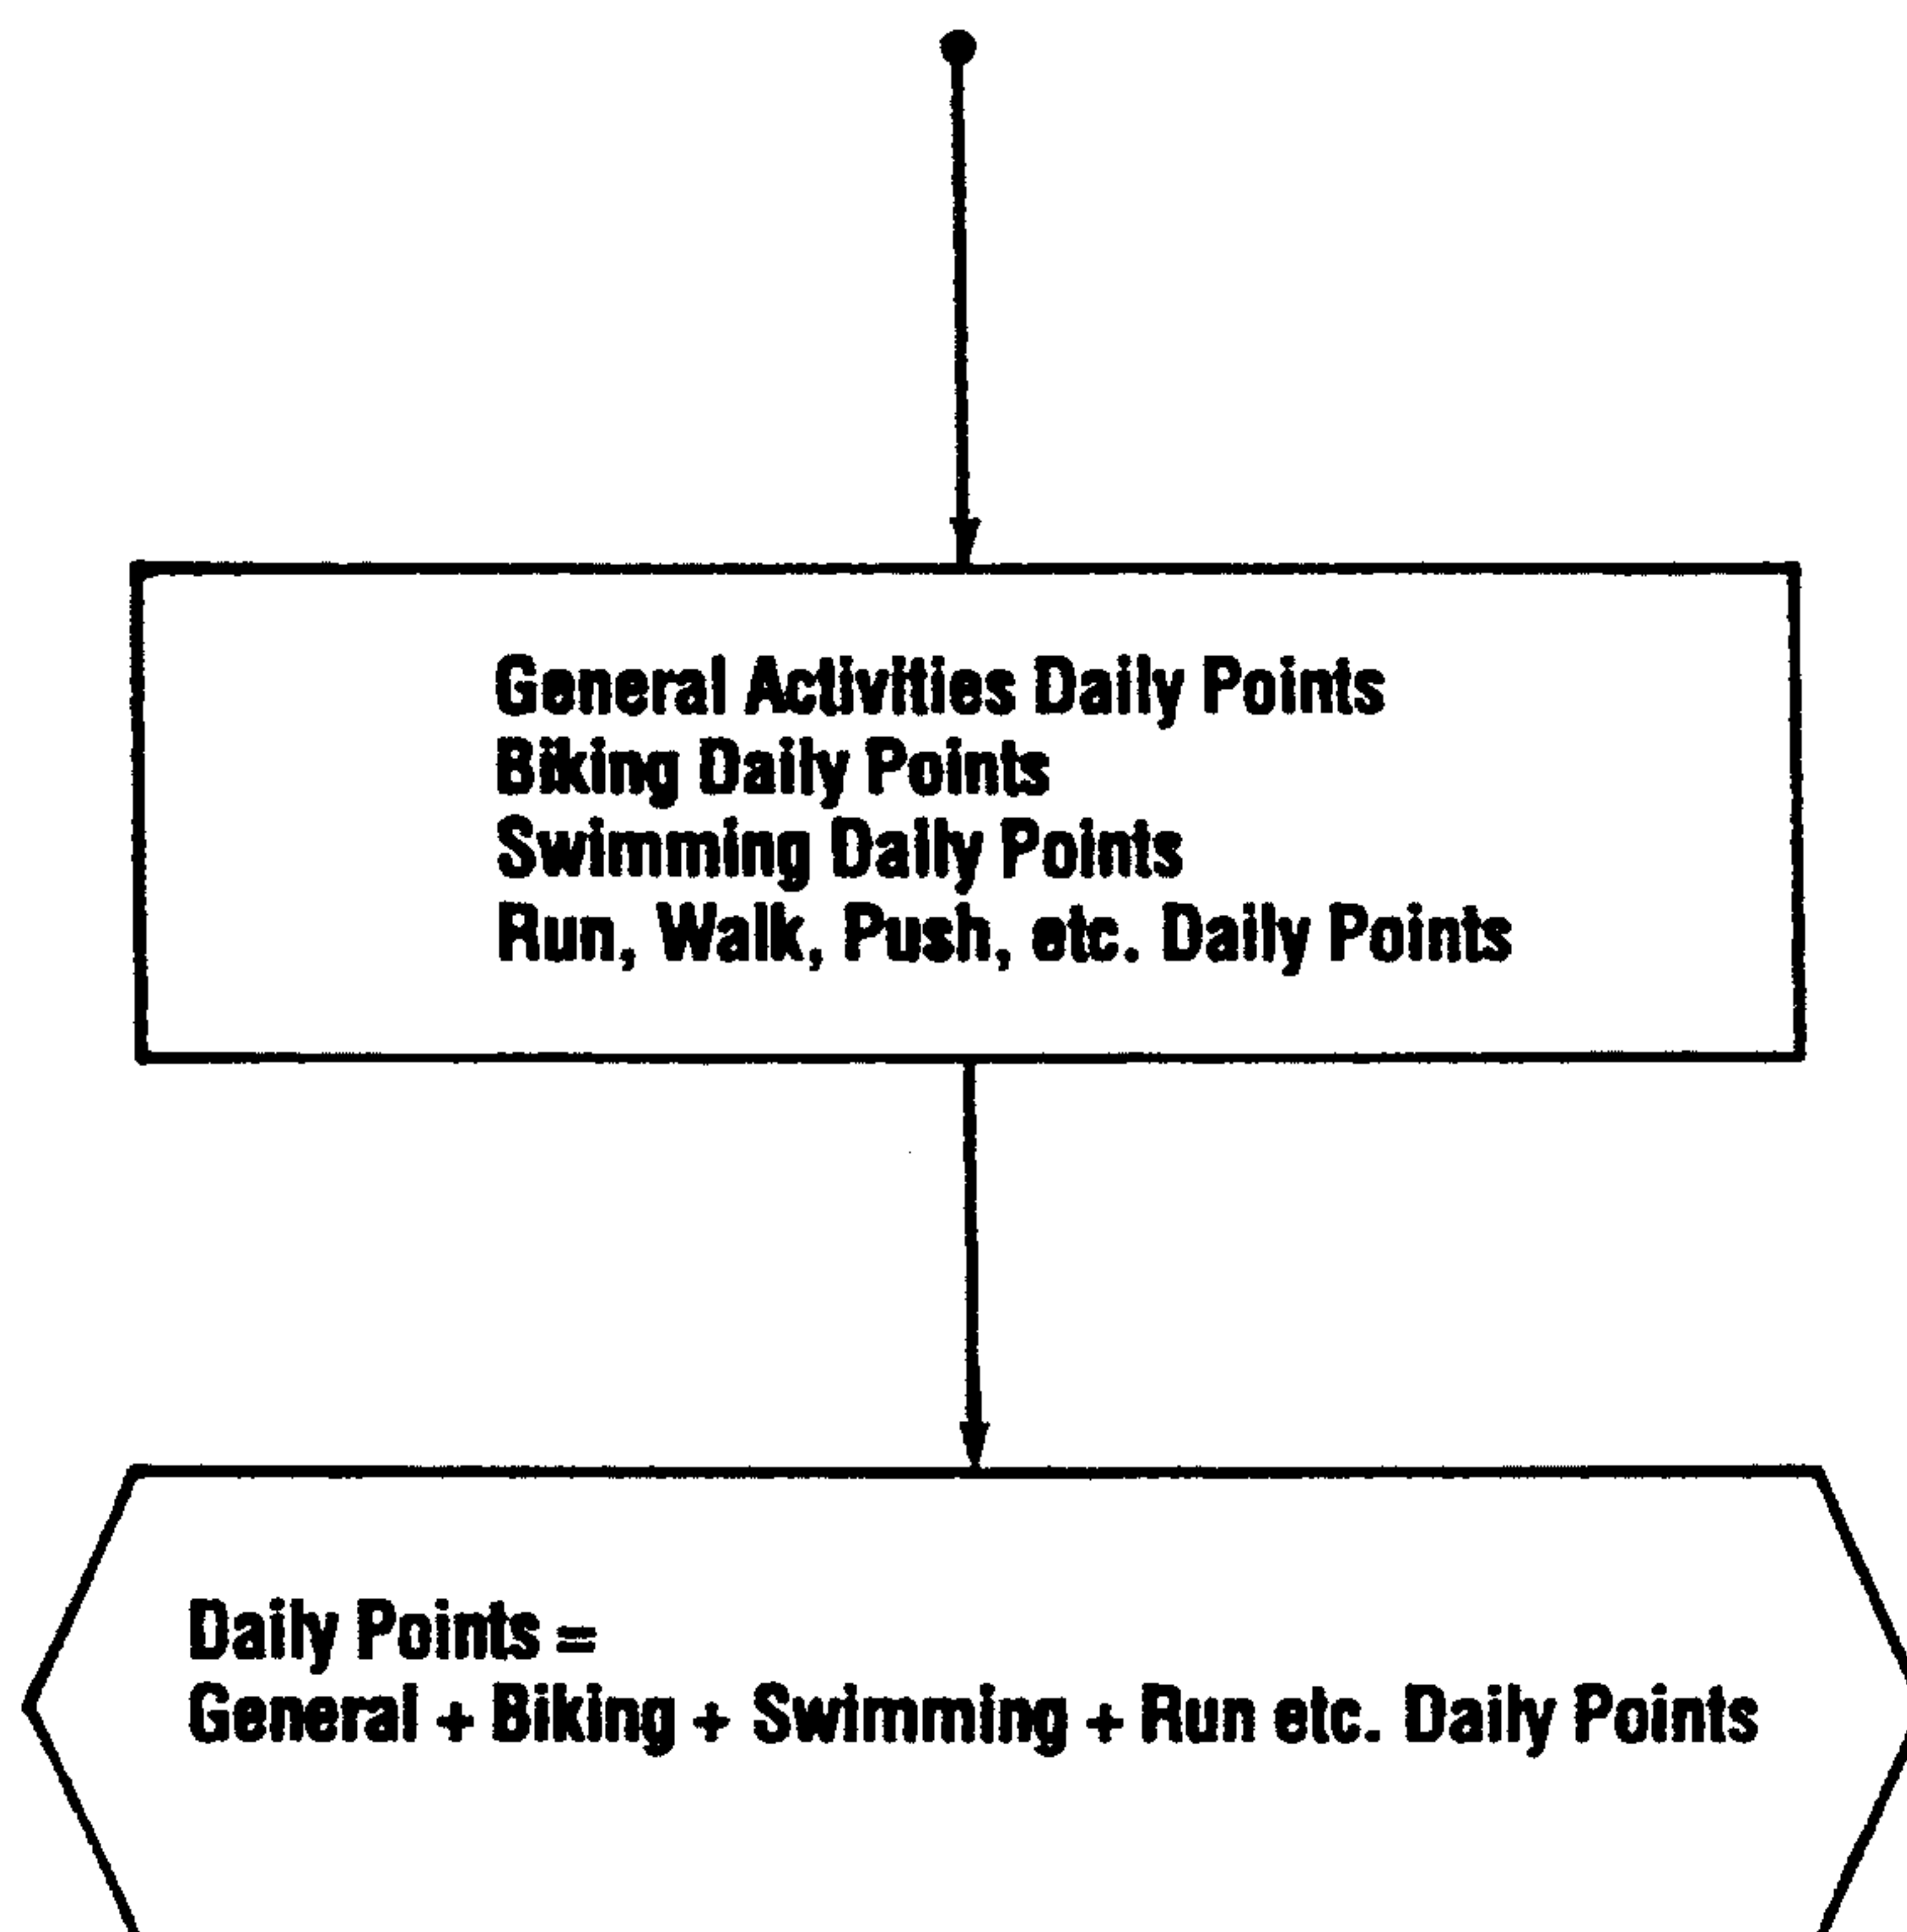 General Activities Daily Points
Biking Daily Points
Swimming Daily Points
Run, Walk, Push, etc. Daily Points
Daily Points =
General + Biking + Swimming + Run etc. Daily Points